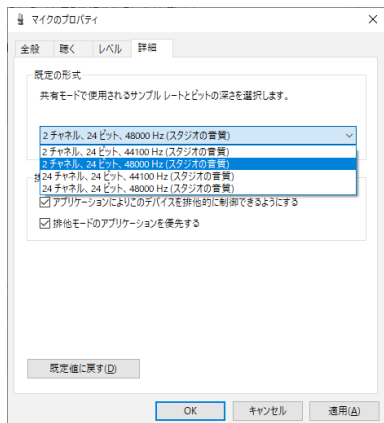 マイクのプロパティ
全般
聴く
レベル
詳細
既定の形式
共有モードで使用されるサンプル レートとビットの深さを選択します。
2 チャネル、24 ビット、48000 Hz (スタジオの音質)
2 チャネル、24 ビット、44100 Hz (スタジオの音質)
2 チャネル、24 ビット、48000 Hz (スタジオの音質)
24 チャネル、24 ビット、44100 Hz (スタジオの音質)
24 チャネル、24 ビット、48000 Hz (スタジオの音質)
アプリケーションによりこのデバイスを排他的に制御できるようにする
排他モードのアプリケーションを優先する
既定値に戻す(D)
OK
キャンセル
適用(A)